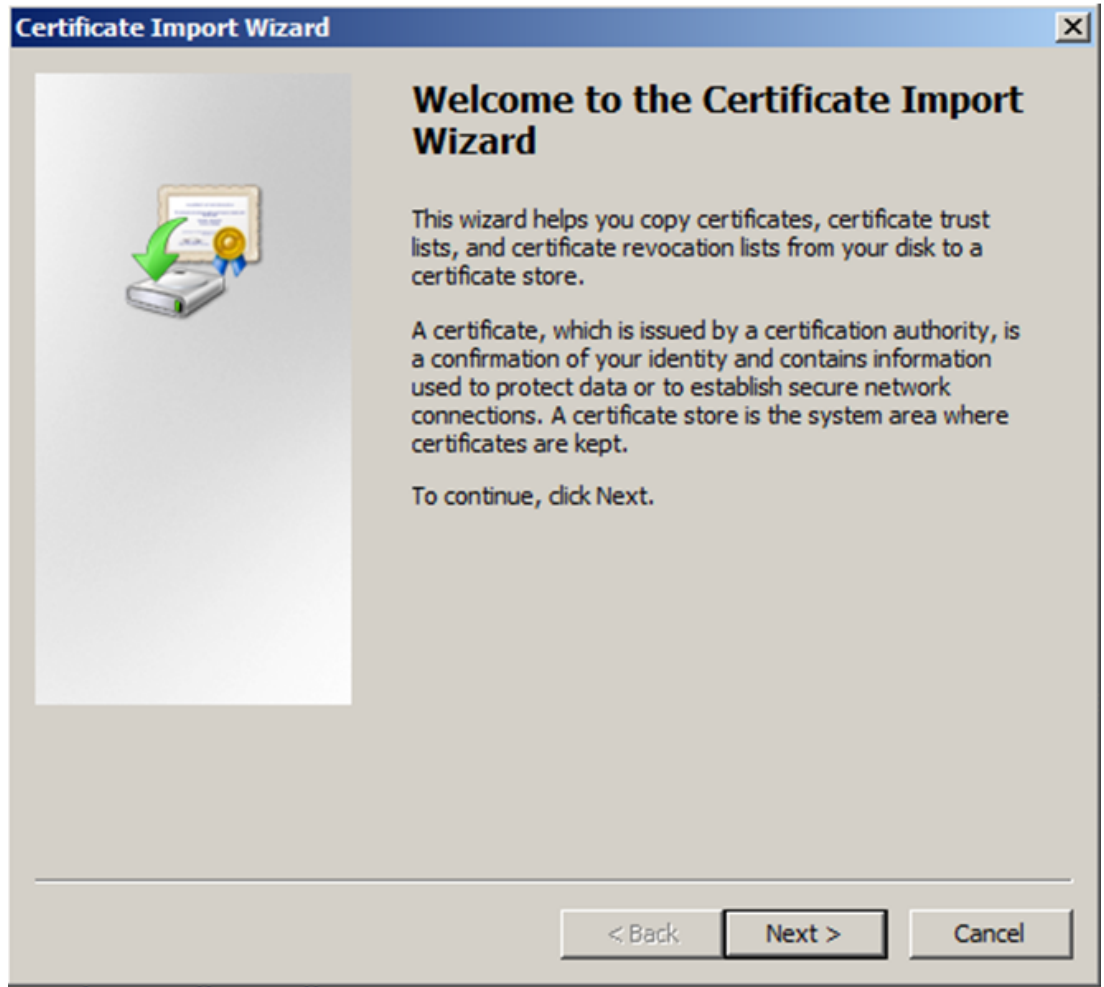 Certificate Import Wizard
Welcome to the Certificate Import
Wizard
This wizard helps you copy certificates, certificate trust
lists, and certificate revocation lists from your disk to a
certificate store.
A certificate, which is issued by a certification authority, is
a confirmation of your identity and contains information
used to protect data or to establish secure network
connections. A certificate store is the system area where
certificates are kept.
To continue, click Next.
< Back Next > Cancel